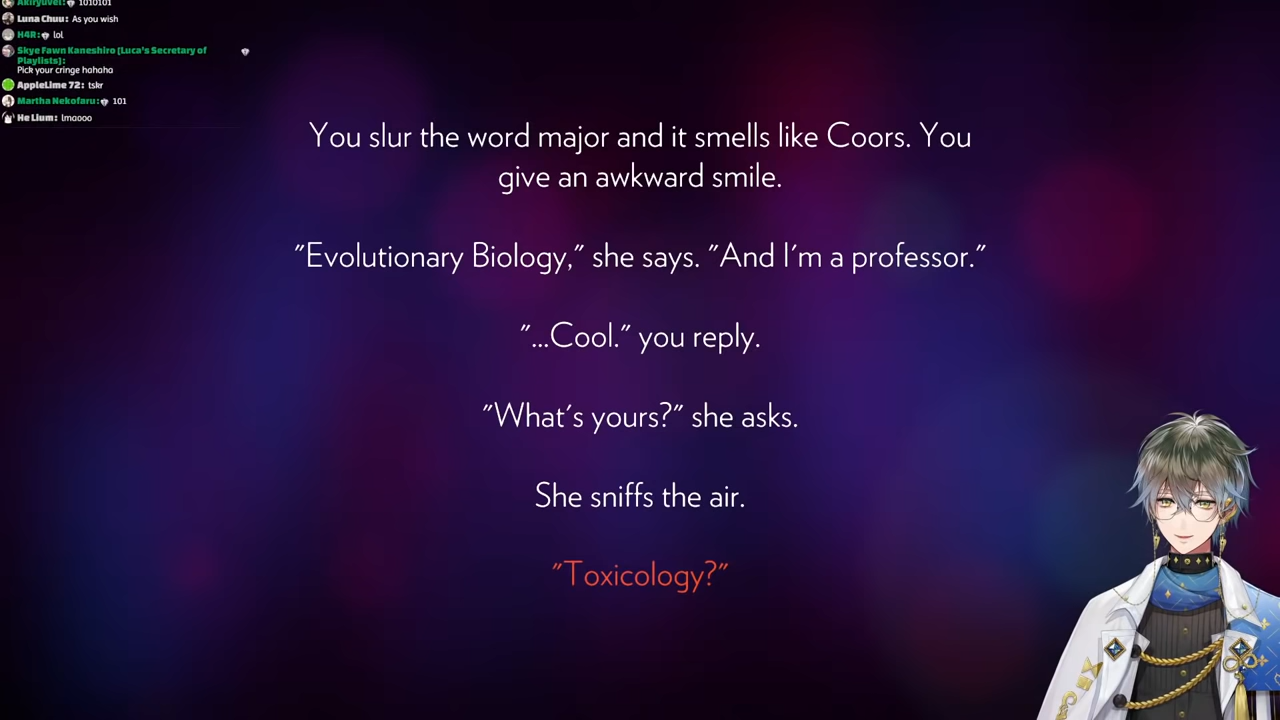 Akiryuvei: 1010101
Luna Chuu: As you wish
H4R: lol
Skye Fawn Kaneshiro (Luca's Secretary of
Playlists):
Pick your cringe hahaha
AppleLime 72: tskr
Martha Nekofaru: 101
He Lium: lmaooo
You slur the word major and it smells like Coors. You
give an awkward smile.
"Evolutionary Biology," she says. "And I'm a professor."
"...Cool." you reply.
"What's yours?" she asks.
She sniffs the air.
"Toxicology?"